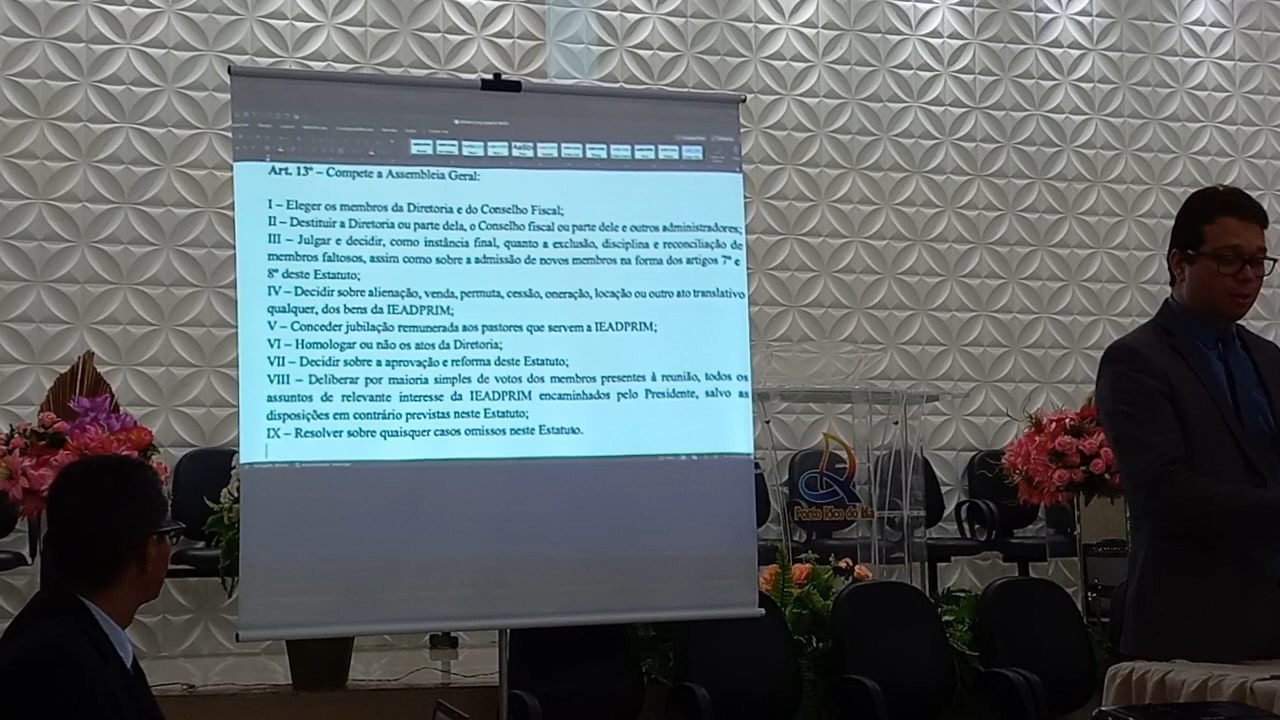 Art. 13º – Compete a Assembleia Geral:
I – Eleger os membros da Diretoria e do Conselho Fiscal;
II – Destituir a Diretoria ou parte dela, o Conselho fiscal ou parte dele e outros administradores;
III – Julgar e decidir, como instância final, quanto a exclusão, disciplina e reconciliação de
membros faltosos, assim como sobre a admissão de novos membros na forma dos artigos 7º e
8º deste Estatuto;
IV – Decidir sobre alienação, venda, permuta, cessão, oneração, locação ou outro ato translativo
qualquer, dos bens da IEADPRIM;
V – Conceder jubilação remunerada aos pastores que servem a IEADPRIM;
VI – Homologar ou não os atos da Diretoria;
VII – Decidir sobre a aprovação e reforma deste Estatuto;
VIII – Deliberar por maioria simples de votos dos membros presentes à reunião, todos os
assuntos de relevante interesse da IEADPRIM encaminhados pelo Presidente, salvo as
disposições em contrário previstas neste Estatuto;
IX – Resolver sobre quaisquer casos omissos neste Estatuto.
Porto Rico do Ma